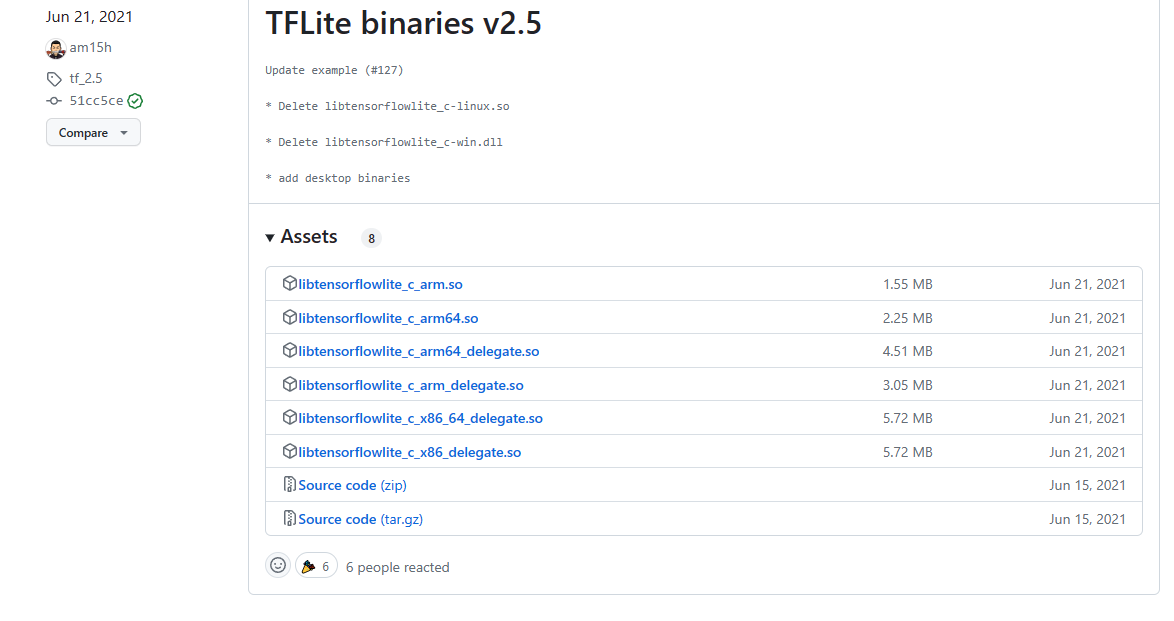 Jun 21, 2021
am15h
tf_2.5
51cc5ce
Compare
TFLite binaries v2.5
Update example (#127)
* Delete libtensorflowlite_c-linux.so
* Delete libtensorflowlite_c-win.dll
* add desktop binaries
Assets 8
libtensorflowlite_c_arm.so 1.55 MB Jun 21, 2021
libtensorflowlite_c_arm64.so 2.25 MB Jun 21, 2021
libtensorflowlite_c_arm64_delegate.so 4.51 MB Jun 21, 2021
libtensorflowlite_c_arm_delegate.so 3.05 MB Jun 21, 2021
libtensorflowlite_c_x86_64_delegate.so 5.72 MB Jun 21, 2021
libtensorflowlite_c_x86_delegate.so 5.72 MB Jun 21, 2021
Source code (zip) Jun 15, 2021
Source code (tar.gz) Jun 15, 2021
6 6 people reacted